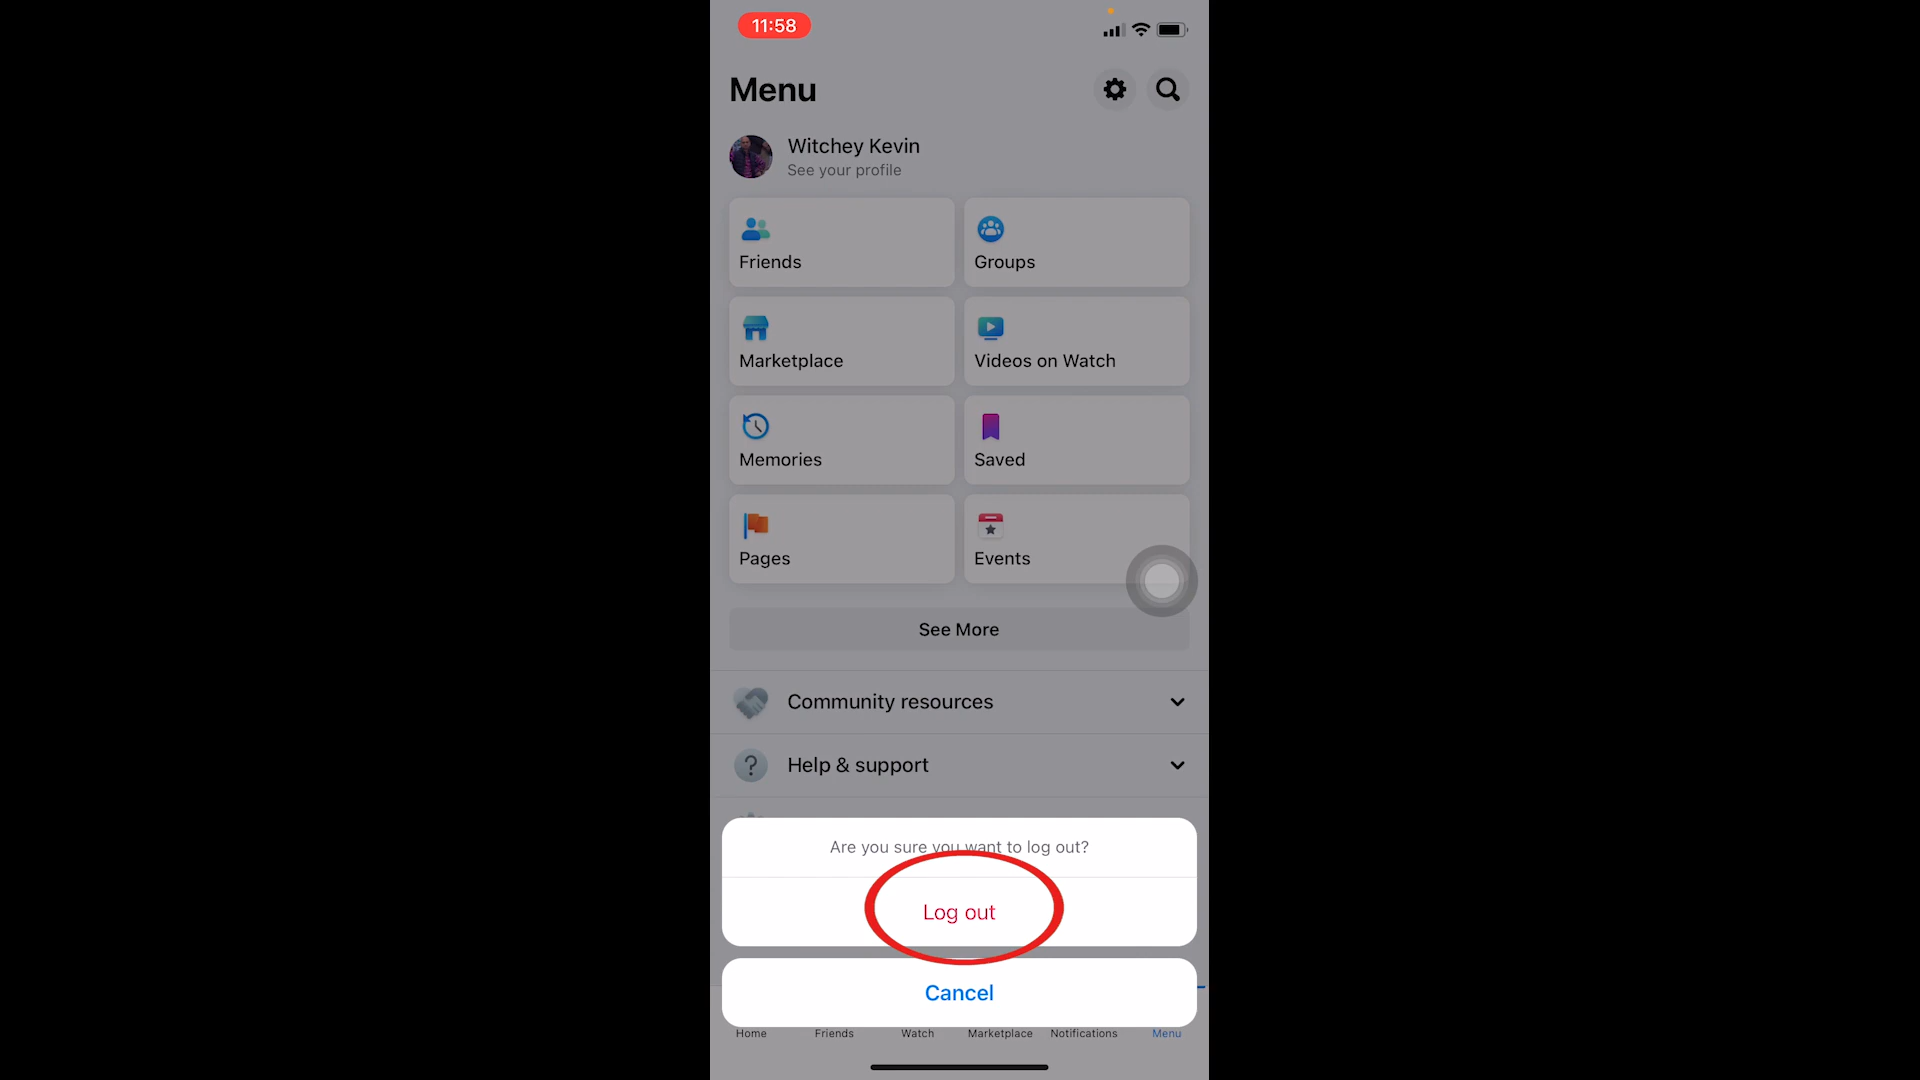 11:58
Menu
Witchey Kevin
See your profile
Friends
Groups
Marketplace
Videos on Watch
Memories
Saved
Pages
Events
See More
Community resources
Help & support
Are you sure you want to log out?
Log out
Cancel
Home Friends Watch Marketplace Notifications Menu